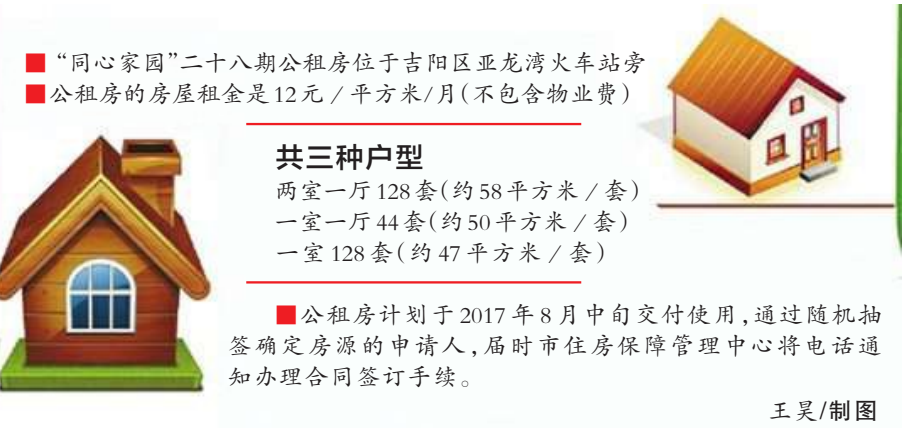 ■“同心家园”二十八期公租房位于吉阳区亚龙湾火车站旁
■公租房的房屋租金是12元/平方米/月(不包含物业费)
共三种户型
两室一厅128套(约58平方米/套)
一室一厅44套(约50平方米/套)
一室128套(约47平方米/套)
■公租房计划于2017年8月中旬交付使用,通过随机抽
签确定房源的申请人,届时市住房保障管理中心将电话通
知办理合同签订手续。
王昊/制图